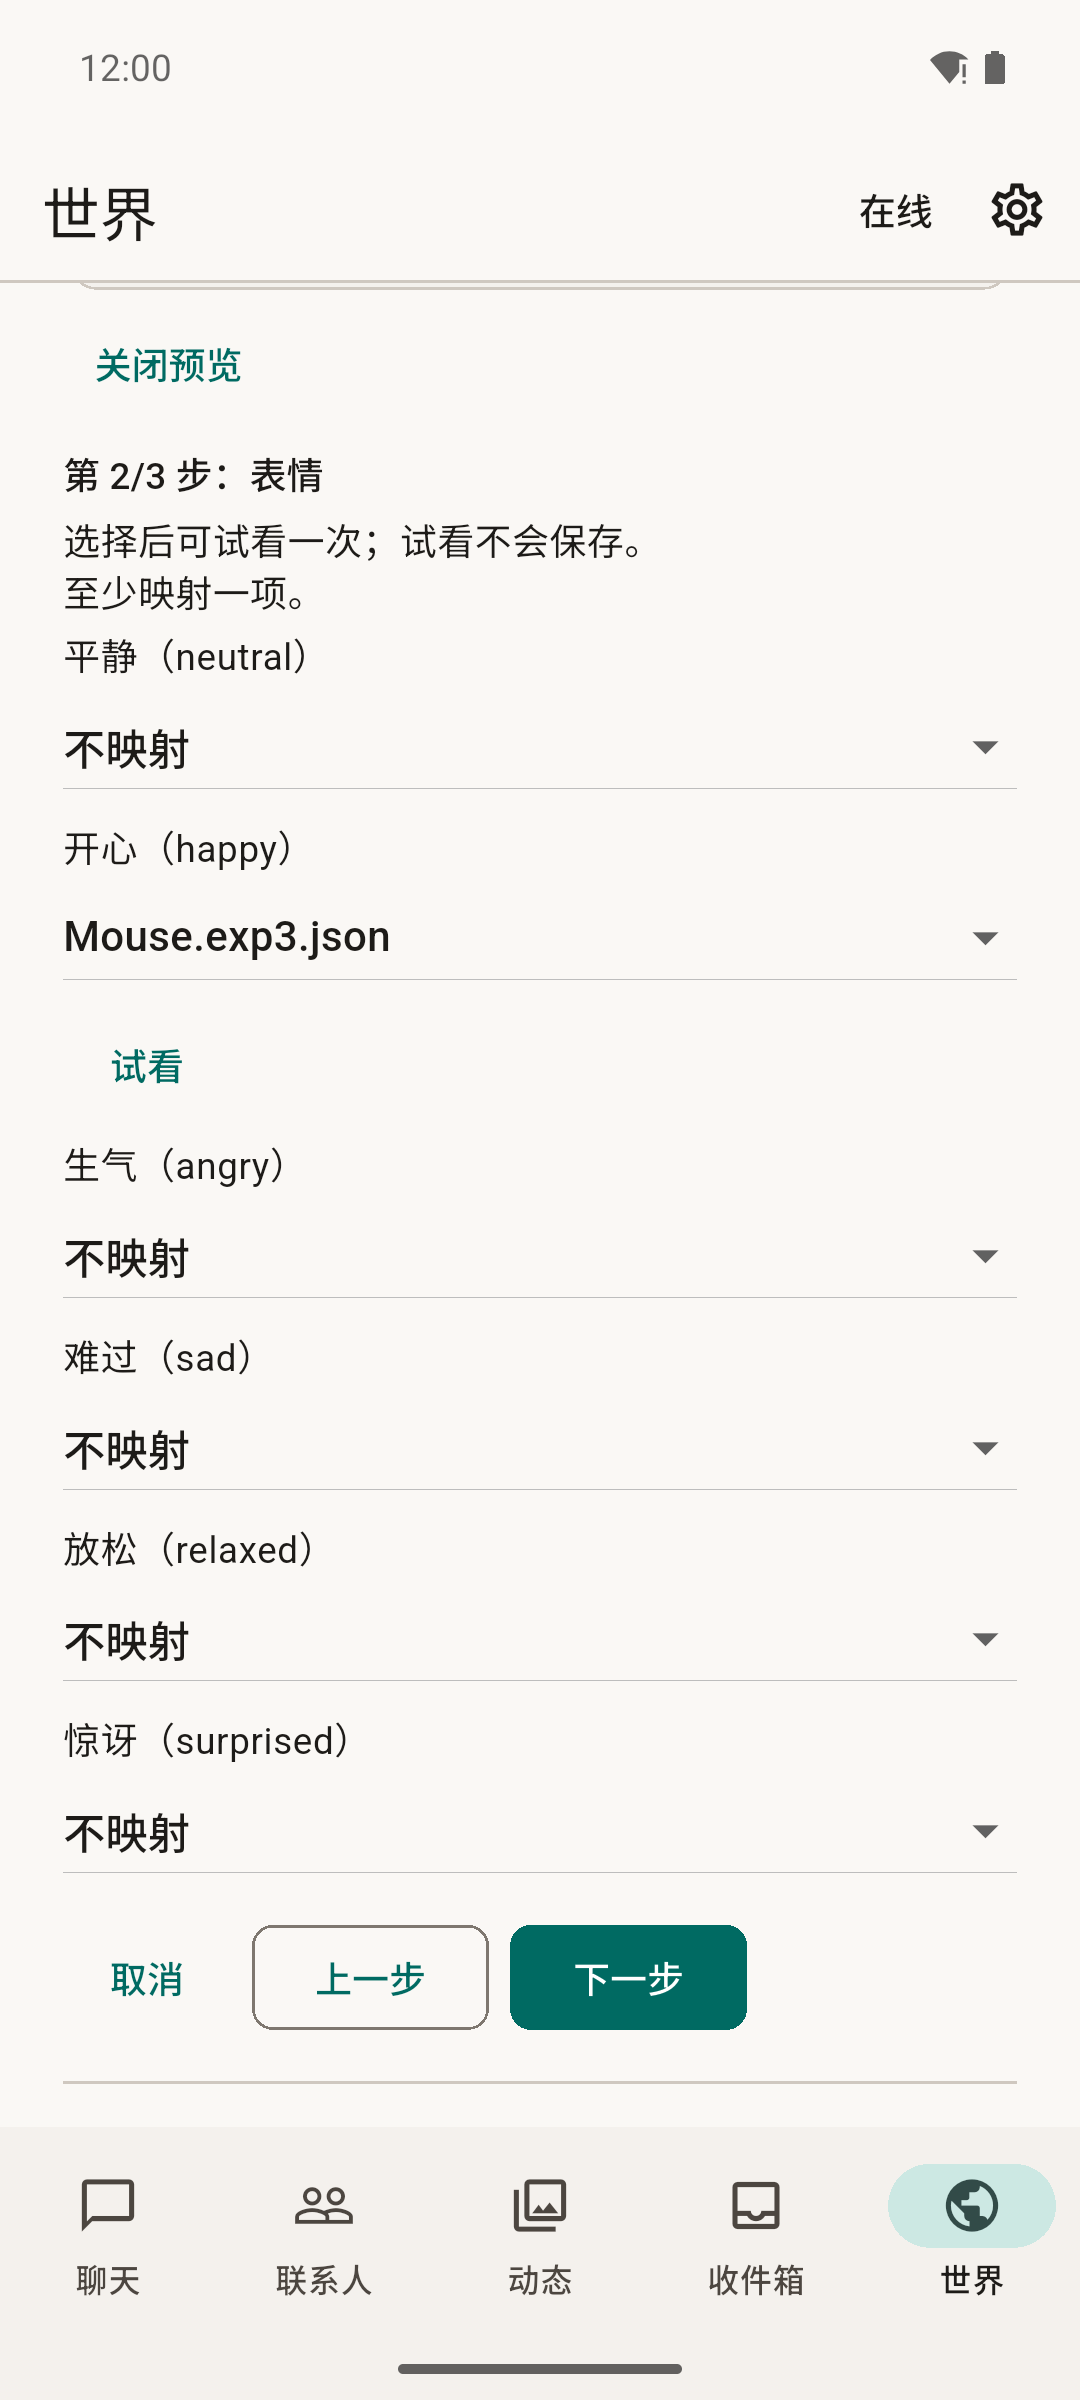 12:00
世界
在线
关闭预览
第 2/3 步：表情
选择后可试看一次；试看不会保存。
至少映射一项。
平静（neutral）
不映射
开心（happy）
Mouse.exp3.json
试看
生气（angry）
不映射
难过（sad）
不映射
放松（relaxed）
不映射
惊讶（surprised）
不映射
取消
上一步
下一步
聊天
联系人
动态
收件箱
世界